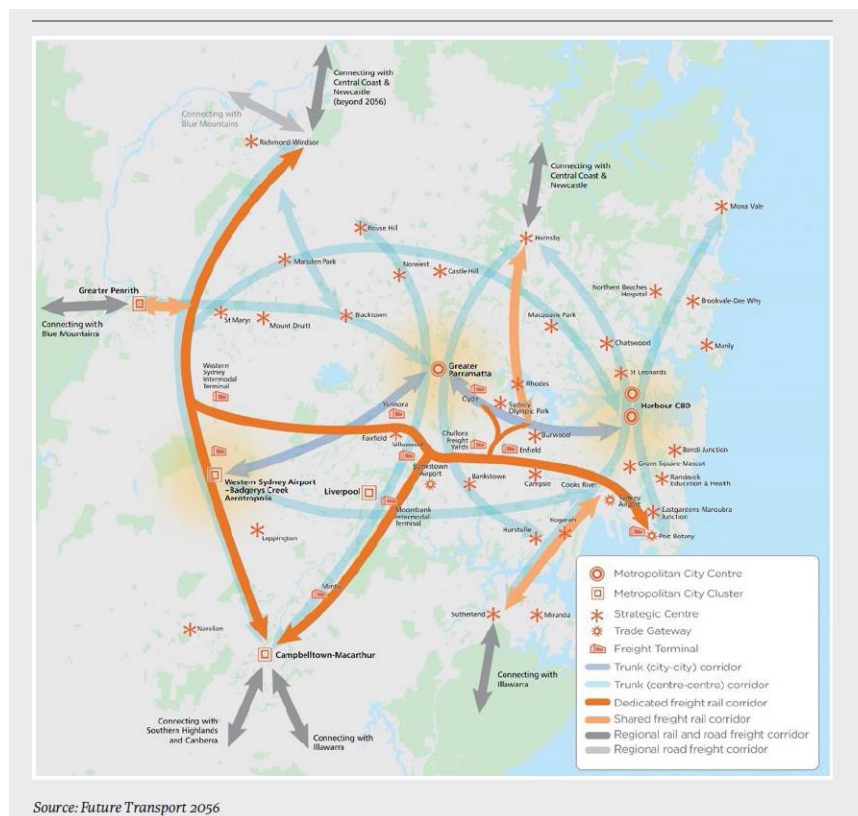 Connecting with
Central Coast &
Newcastle
(beyond 2056)
Connecting with
Blue Mountains
Richmond-Windsor
Connecting with
Central Coast &
Newcastle
Mona Vale
Rouse Hill
Hornsby
Marsden Park
Norwest
Castle Hill
Greater Penrith
Northern Beaches
Hospital
Brookvale-Dee Why
Connecting with
Blue Mountains
St Marys
Mount Druitt
Blacktown
Macquarie Park
Chatswood
Manly
Western
Sydney
Intermodal
Terminal
Greater
Parramatta
St Leonards
Rhodes
Clyde
Sydney
Olympic Park
Harbour CBD
Yennora
Fairfield
Villawood
Chullora
Freight
Yards
Enfield
Burwood
Bondi Junction
Green Square-Mascot
Bankstown
Airport
Bankstown
Campsie
Cooks River
Randwick
Education & Health
Western Sydney Airport
–Badgerys Creek
Aerotropolis
Liverpool
Moorebank
Intermodal
Terminal
Sydney
Airport
Eastgardens-Maroubra
Junction
Port Botany
Leppington
Hurstville
Kogarah
Minto
Sutherland
Miranda
Narellan
Campbelltown-Macarthur
Connecting with
Illawarra
Connecting with
Southern Highlands
and Canberra
Connecting with
Illawarra
Metropolitan City Centre
Metropolitan City Cluster
Strategic Centre
Trade Gateway
Freight Terminal
Trunk (city-city) corridor
Trunk (centre-centre) corridor
Dedicated freight rail corridor
Shared freight rail corridor
Regional rail and road freight corridor
Regional road freight corridor
Source: Future Transport 2056